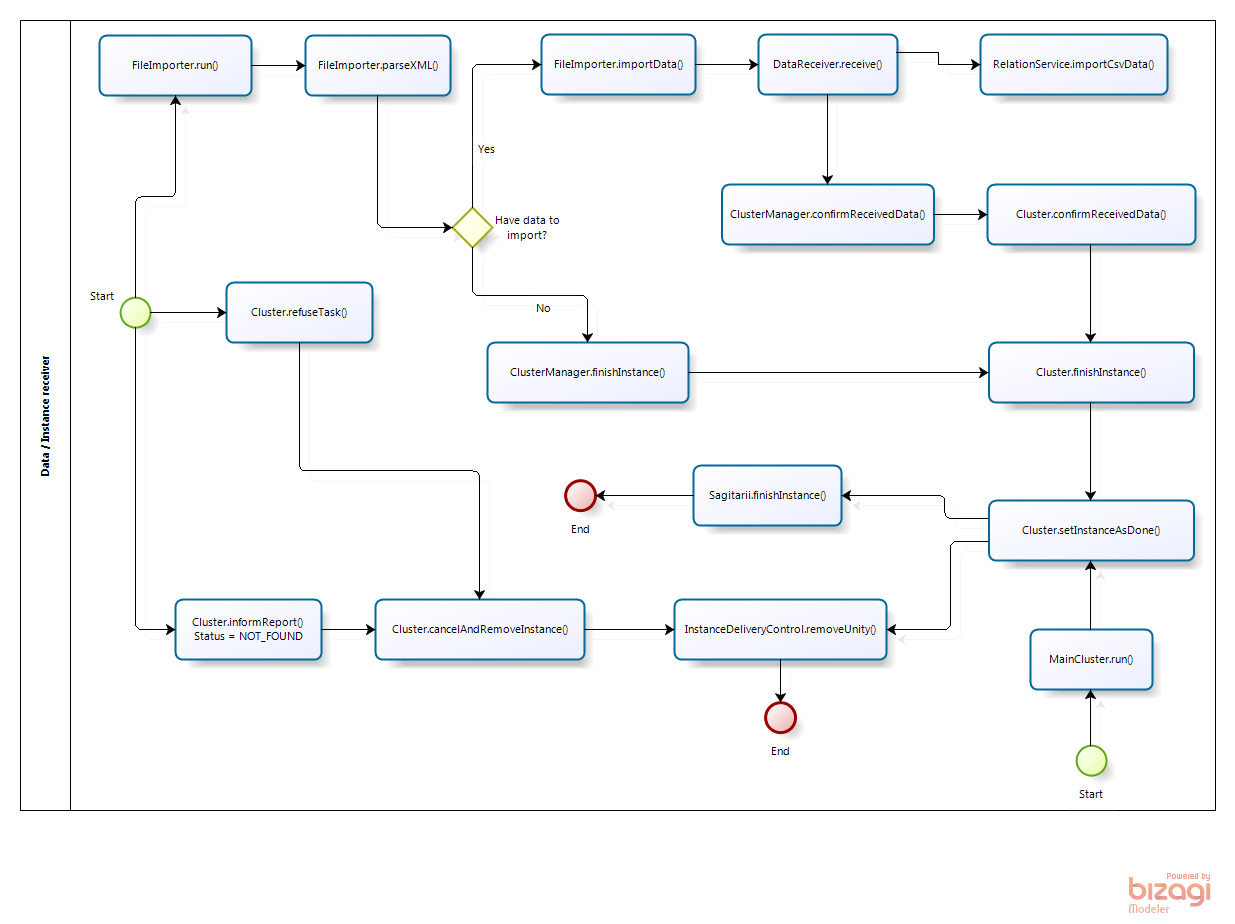 Data / Instance receiver
FileImporter.run()
FileImporter.parseXML()
FileImporter.importData()
DataReceiver.receive()
RelationService.importCsvData()
Yes
Have data to
import?
ClusterManager.confirmReceivedData()
Cluster.confirmReceivedData()
Start
Cluster.refuseTask()
No
ClusterManager.finishInstance()
Cluster.finishInstance()
Sagitarii.finishInstance()
End
Cluster.setInstanceAsDone()
Cluster.informReport()
Status = NOT_FOUND
Cluster.cancelAndRemoveInstance()
InstanceDeliveryControl.removeUnity()
MainCluster.run()
End
Start
Powered by
bizagi
Modeler